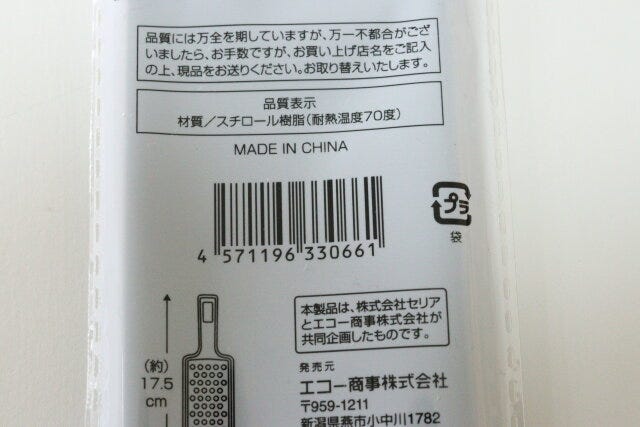 品質には万全を期していますが、万一不都合がござ
いましたら、お手数ですが、お買い上げ店名をご記入
の上、現品をお送りください。お取り替えいたします。
品質表示
材質／スチロール樹脂（耐熱温度70度）
MADE IN CHINA
4 571196 330661
プラ
袋
本製品は、株式会社セリア
とエコー商事株式会社が
共同企画したものです。
(約)
17.5
cm
発売元
エコー商事株式会社
〒959-1211
新潟県燕市小中川1782